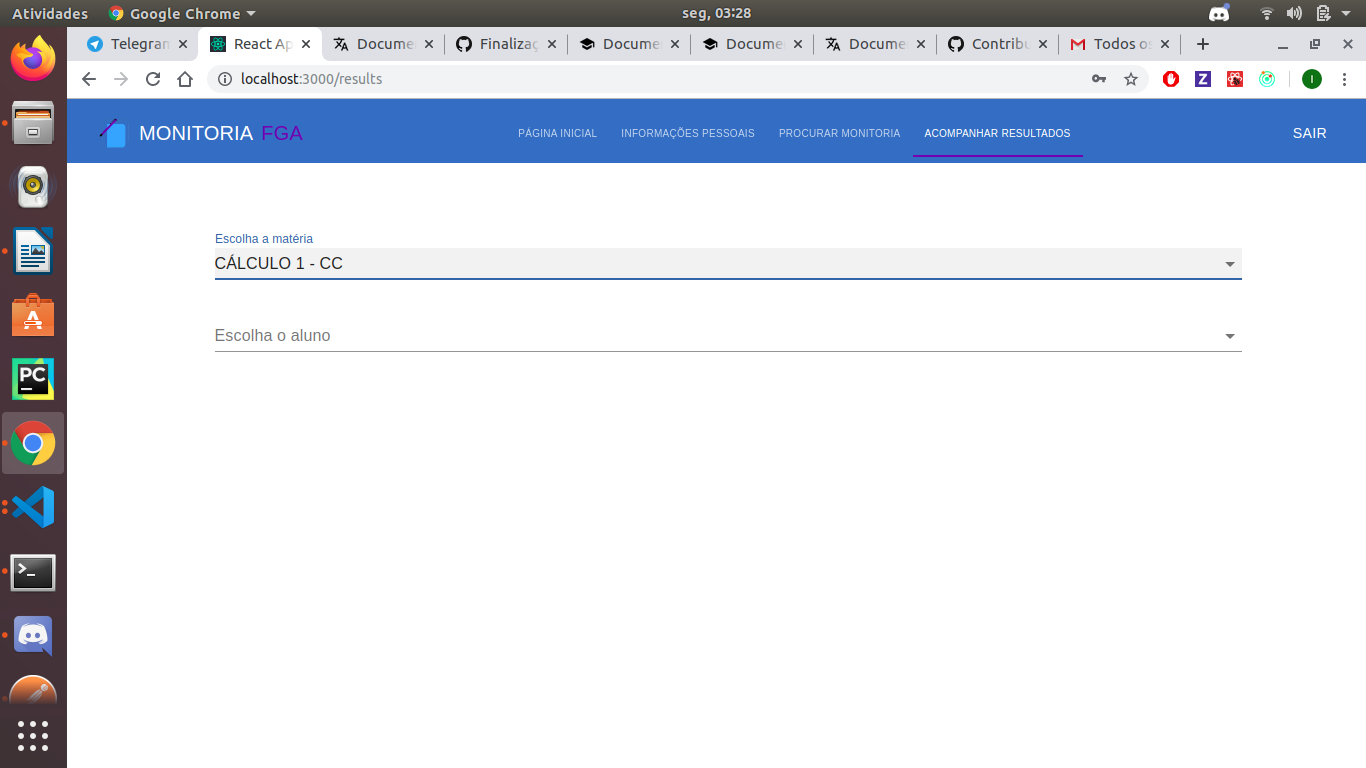 Atividades Google Chrome seg, 03:28
Telegran React Ap Docume Finalizaç Docume Docume Docume Contribu Todos os
localhost:3000/results Z I
MONITORIA FGA PÁGINA INICIAL INFORMAÇÕES PESSOAIS PROCURAR MONITORIA ACOMPANHAR RESULTADOS SAIR
Escolha a matéria
CÁLCULO 1 - CC
Escolha o aluno
PC